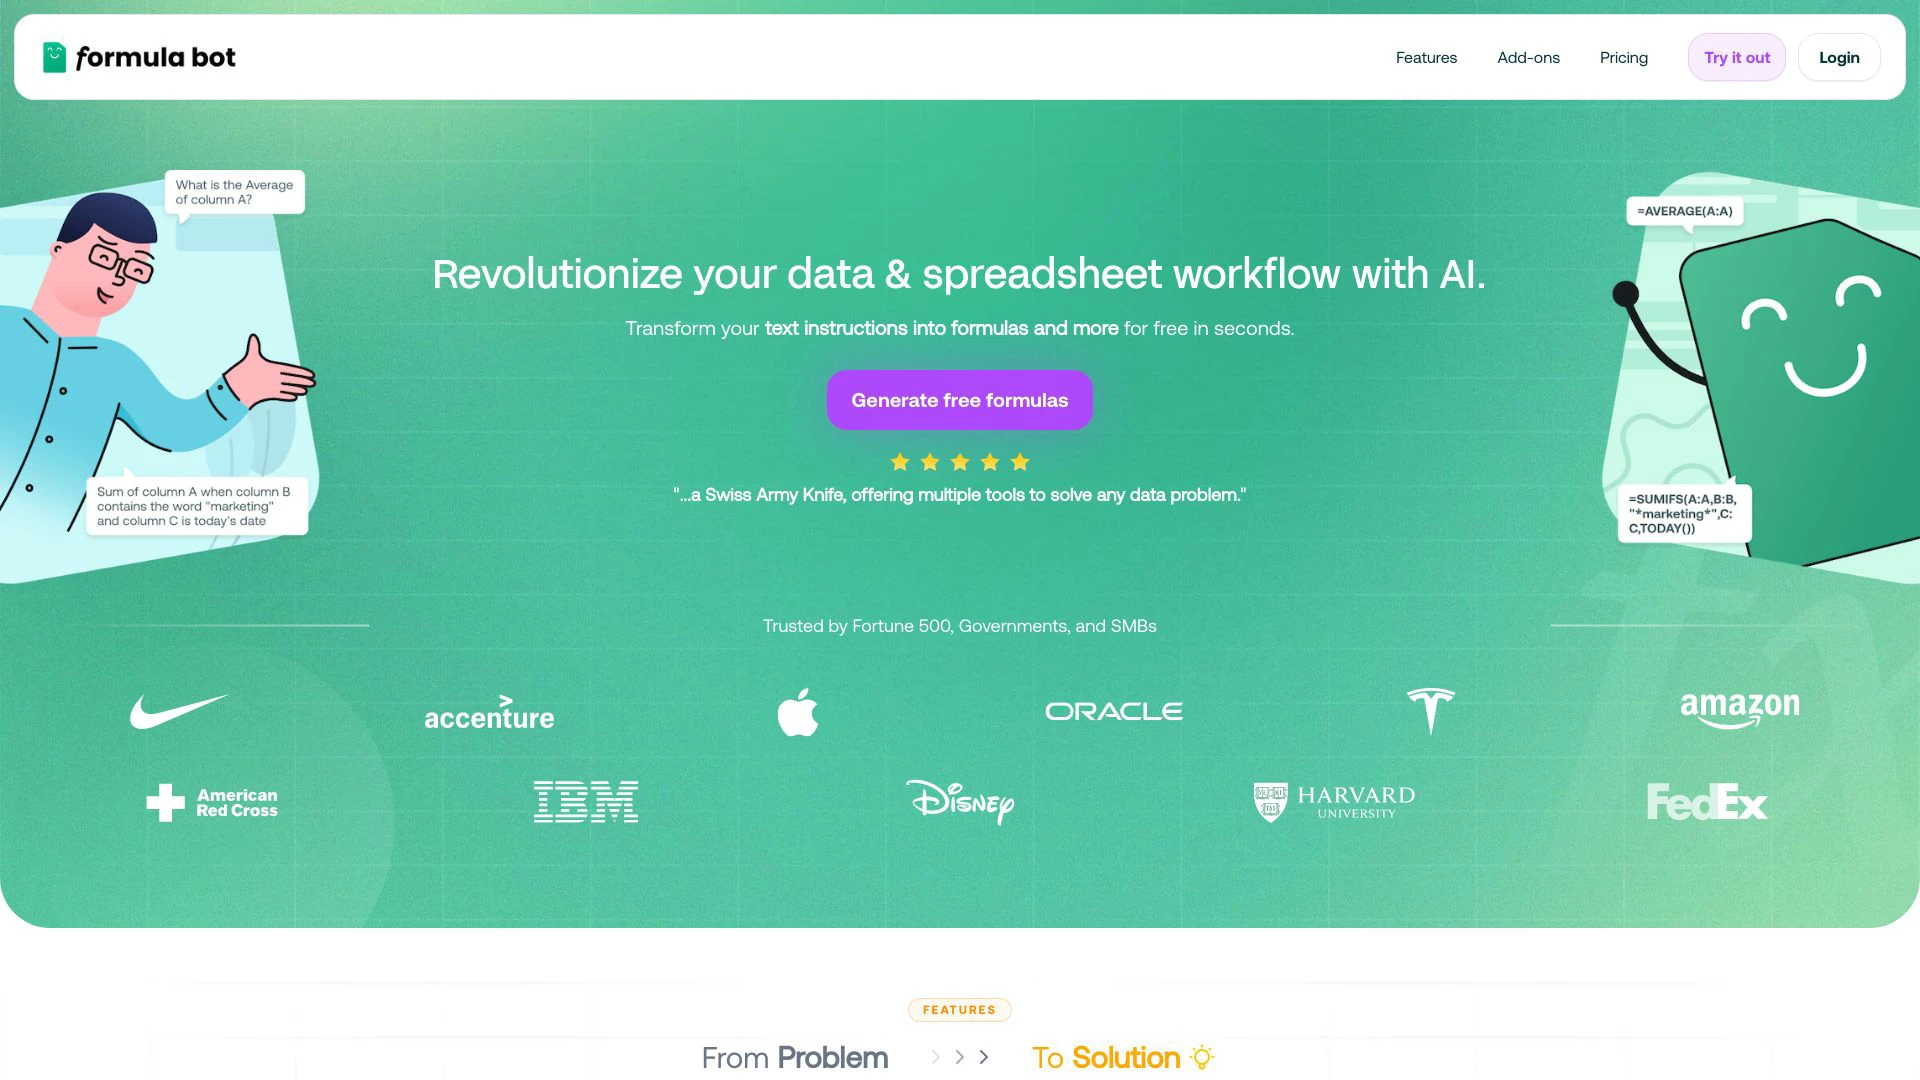 formula bot
Features
Add-ons
Pricing
Try it out
Login
What is the Average
of column A?
=AVERAGE(A:A)
Revolutionize your data & spreadsheet workflow with AI.
Transform your text instructions into formulas and more for free in seconds.
Generate free formulas
"...a Swiss Army Knife, offering multiple tools to solve any data problem."
Sum of column A when column B
contains the word "marketing"
and column C is today's date
=SUMIFS(A:A,B:B,
"*marketing*",C:
C,TODAY())
Trusted by Fortune 500, Governments, and SMBs
accenture
ORACLE
amazon
American
Red Cross
IBM
Disney
HARVARD
UNIVERSITY
FedEx
FEATURES
From Problem
To Solution